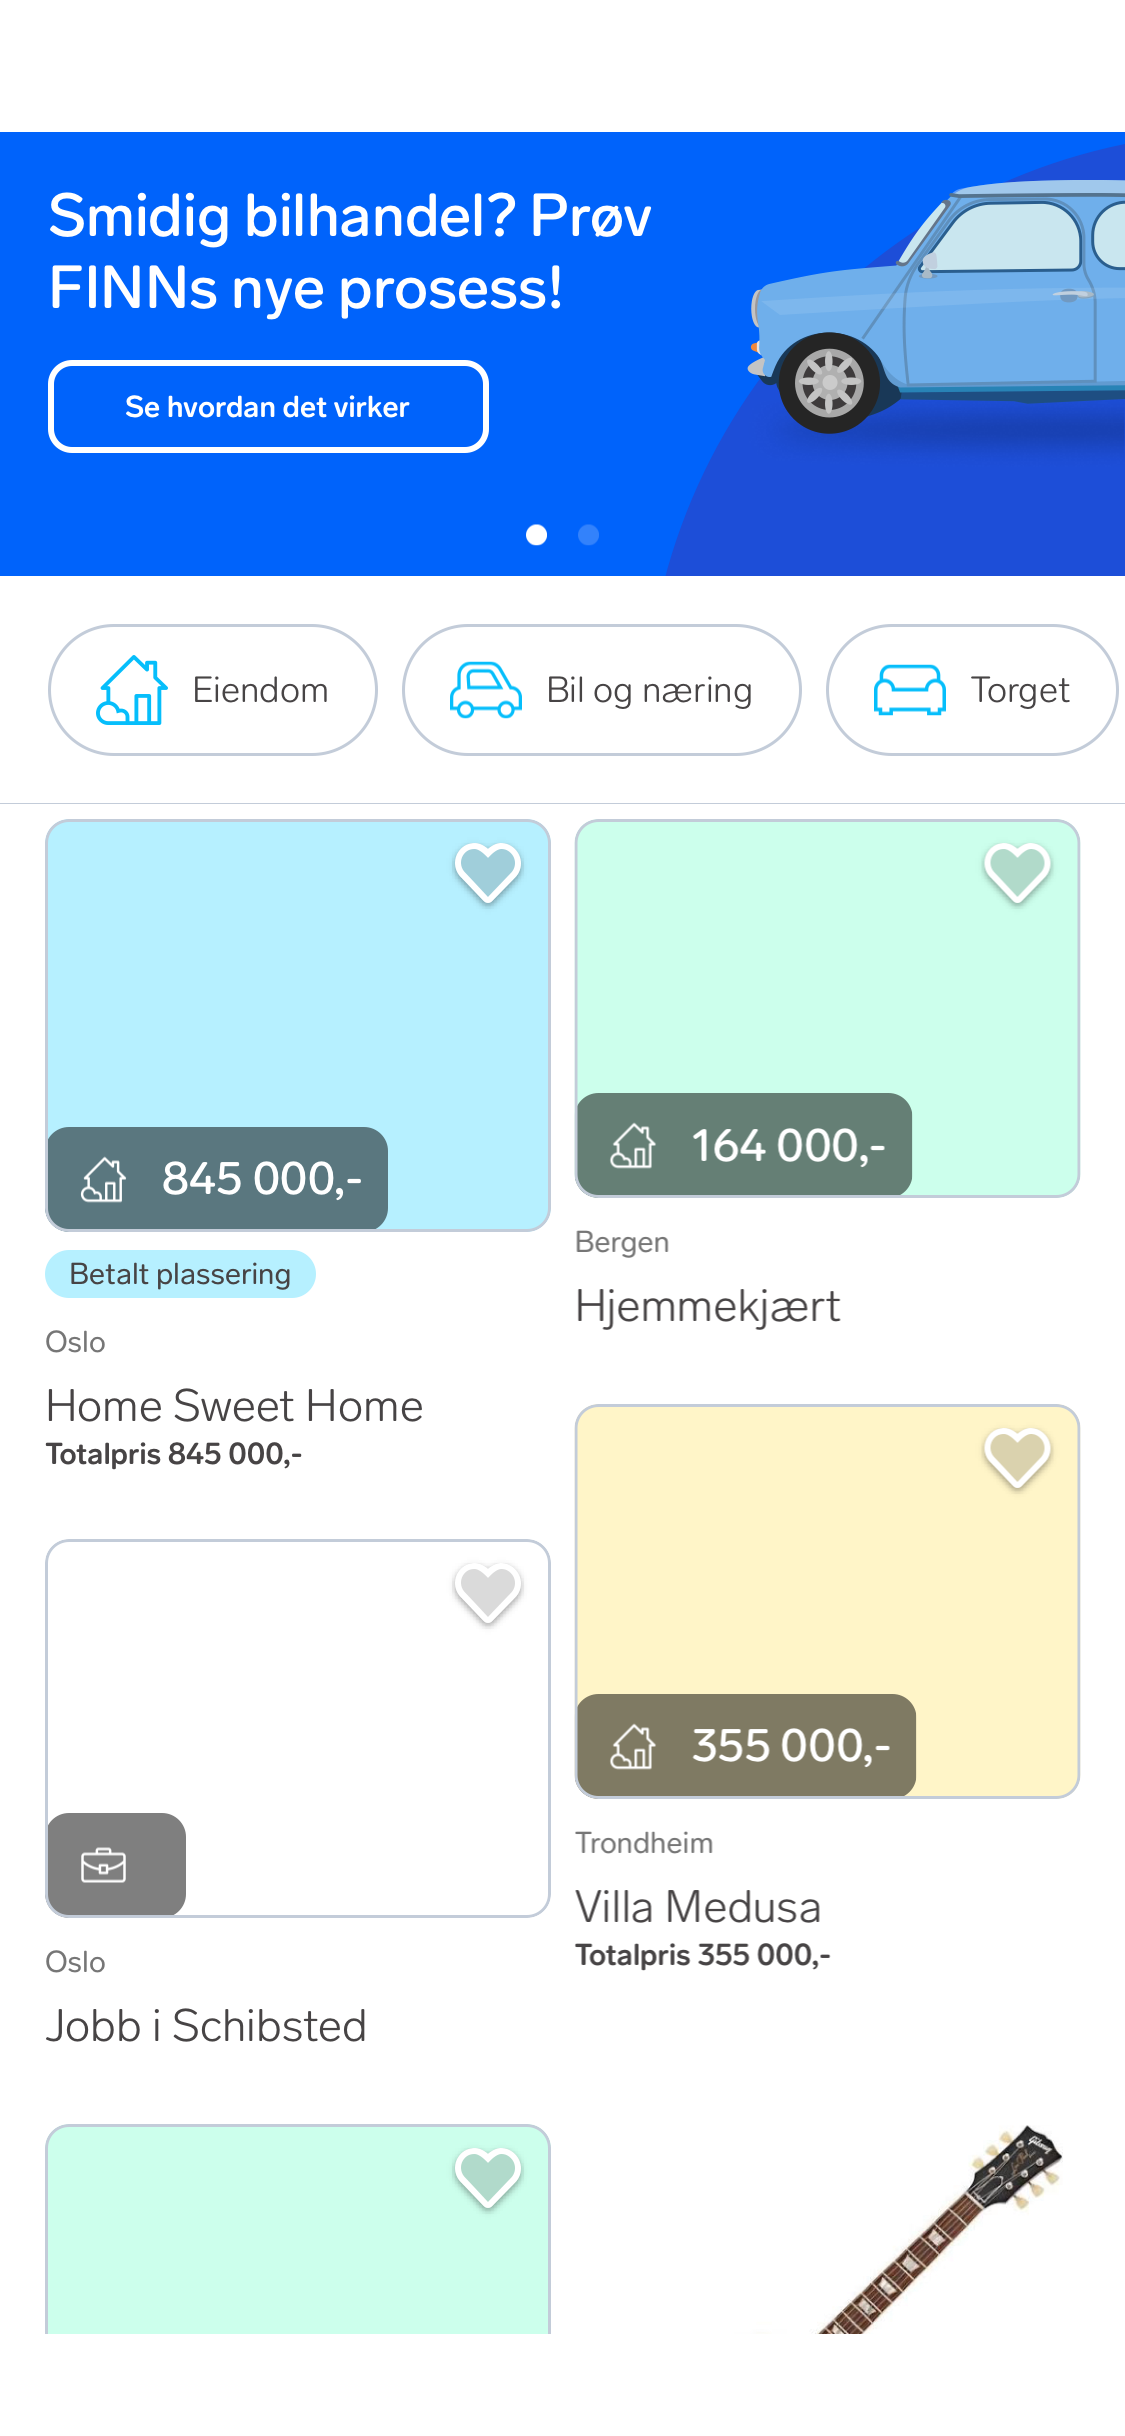 Smidig bilhandel? Prøv
FINNs nye prosess!
Se hvordan det virker
Eiendom
Bil og næring
Torget
845 000,-
Betalt plassering
Oslo
Home Sweet Home
Totalpris 845 000,-
164 000,-
Bergen
Hjemmekjært
355 000,-
Trondheim
Villa Medusa
Totalpris 355 000,-
Oslo
Jobb i Schibsted
Gibson